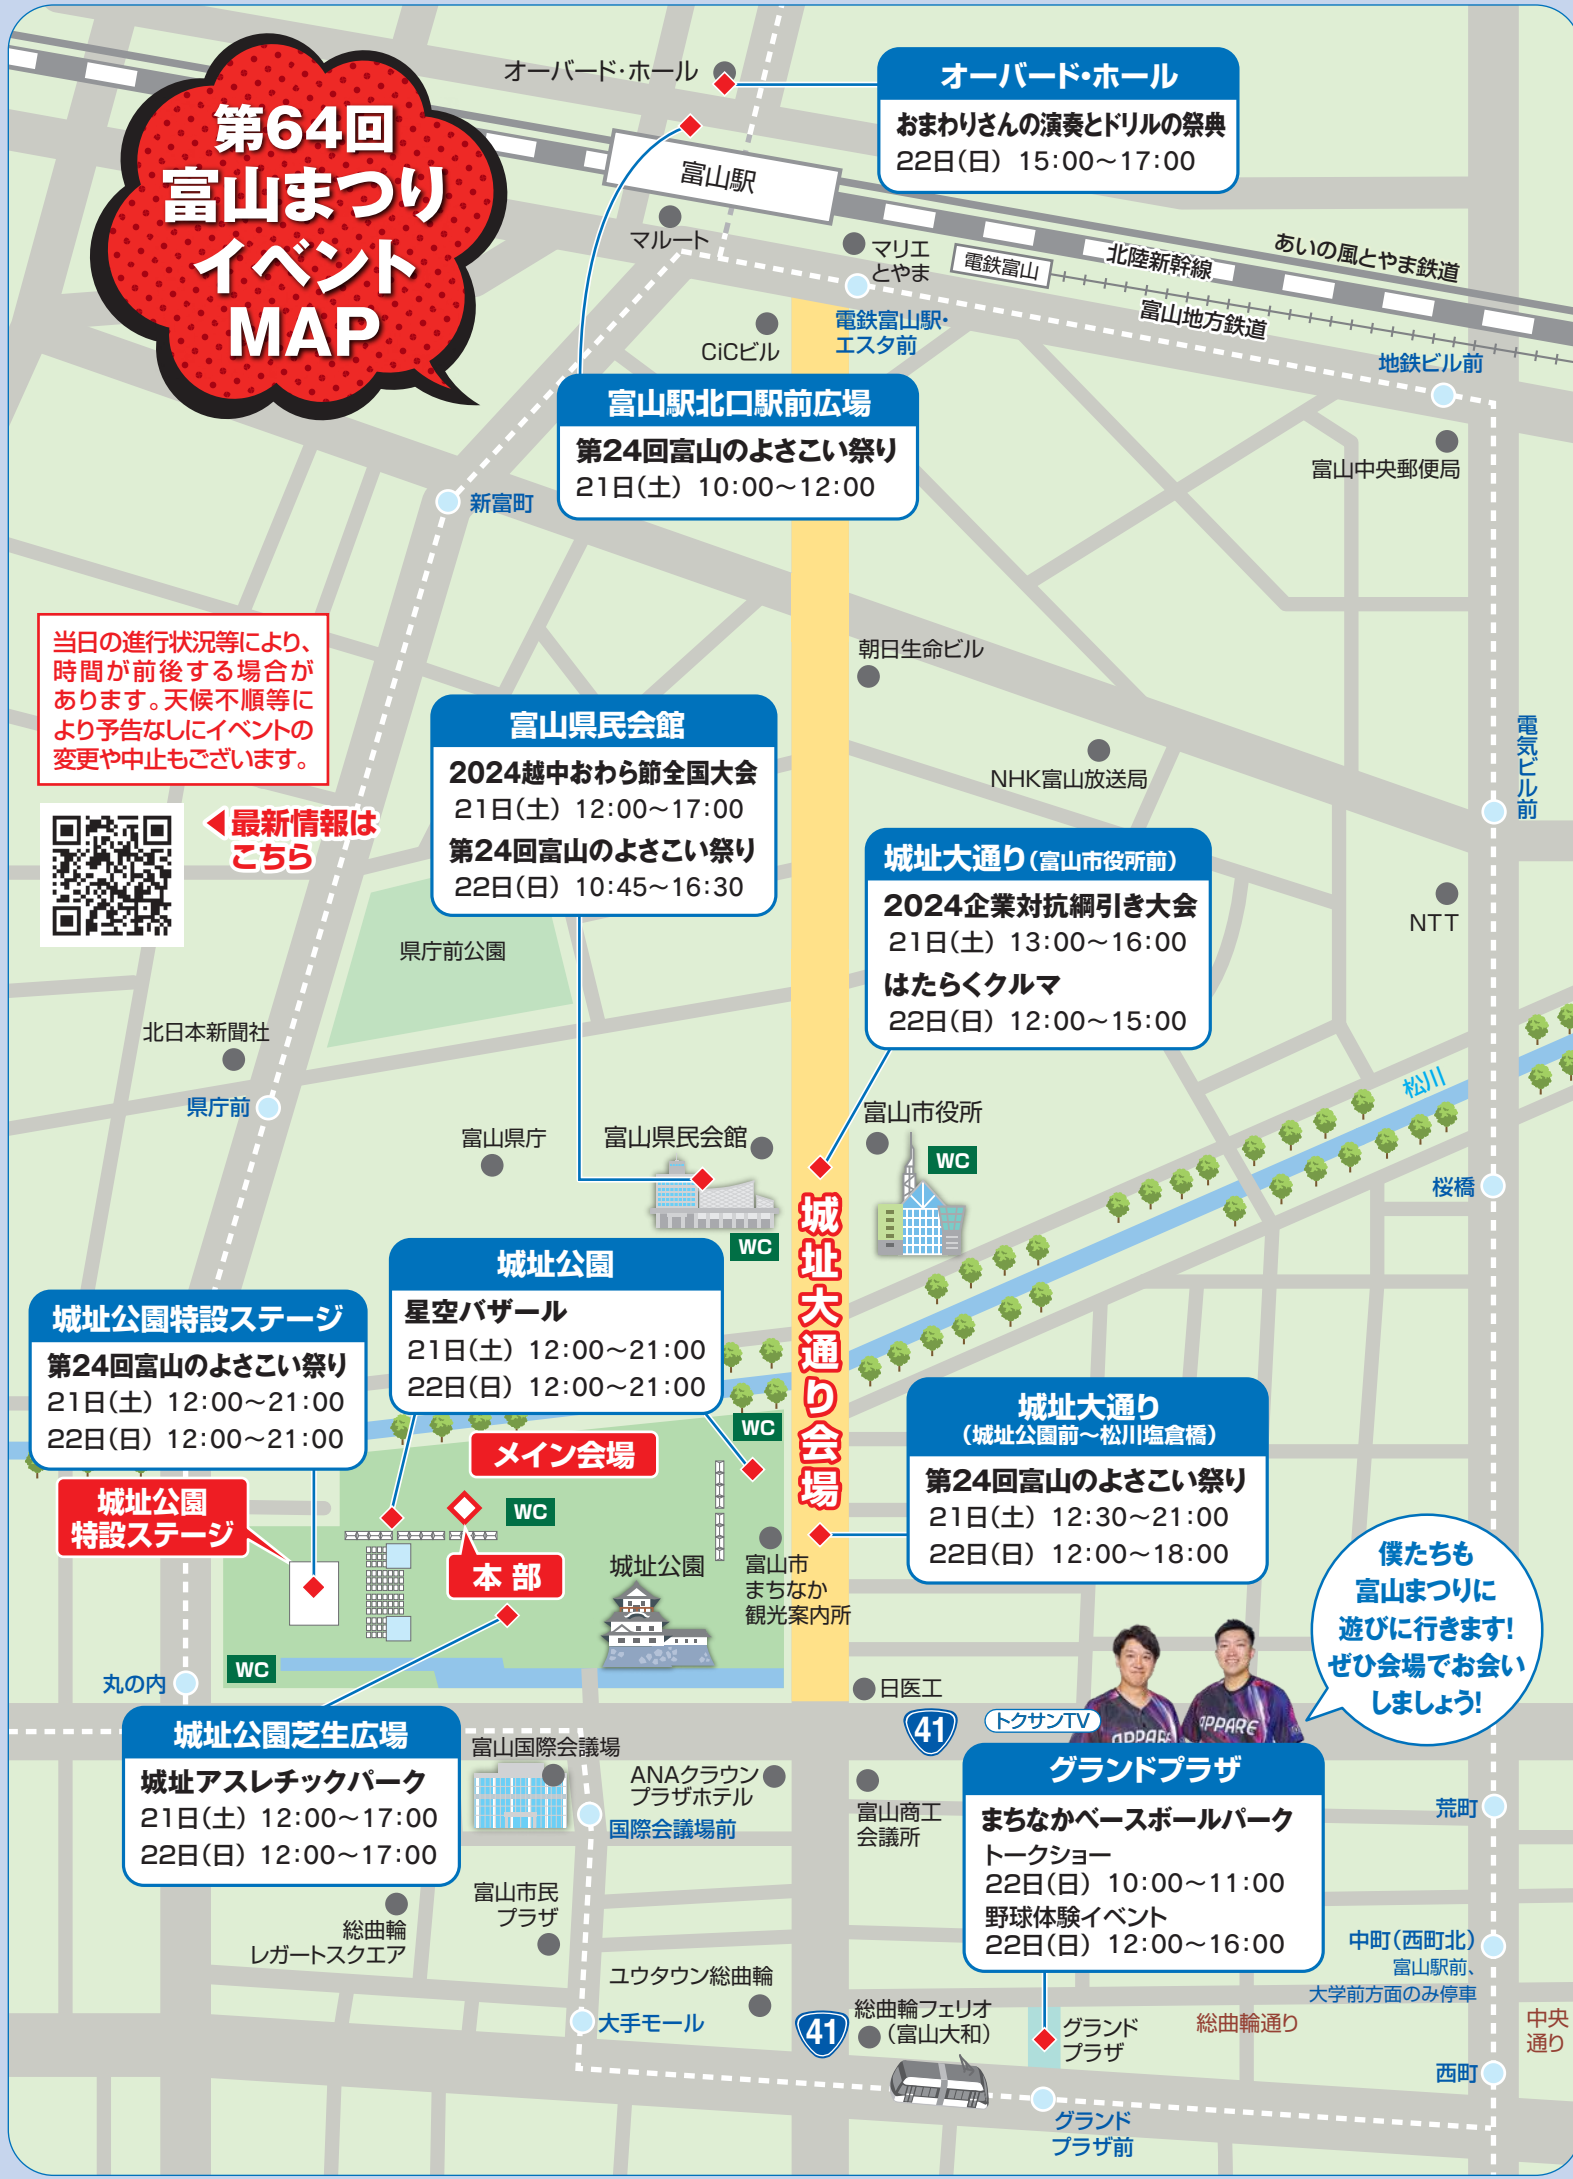 第64回
富山まつり
イベント
MAP
オーバード・ホール
オーバード・ホール
おまわりさんの演奏とドリルの祭典
22日(日) 15:00～17:00
富山駅
マルート
マリエ
とやま
電鉄富山
北陸新幹線
あいの風とやま鉄道
富山地方鉄道
電鉄富山駅・
エスタ前
CiCビル
地鉄ビル前
富山駅北口駅前広場
第24回富山のよさこい祭り
21日(土) 10:00～12:00
富山中央郵便局
新富町
当日の進行状況等により、
時間が前後する場合が
あります。天候不順等に
より予告なしにイベントの
変更や中止もございます。
最新情報は
こちら
朝日生命ビル
富山県民会館
2024越中おわら節全国大会
21日(土) 12:00～17:00
第24回富山のよさこい祭り
22日(日) 10:45～16:30
NHK富山放送局
電気ビル前
城址大通り(富山市役所前)
2024企業対抗綱引き大会
21日(土) 13:00～16:00
はたらくクルマ
22日(日) 12:00～15:00
NTT
県庁前公園
北日本新聞社
県庁前
松川
富山県庁
富山県民会館
富山市役所
WC
WC
桜橋
城址大通り会場
城址公園
星空バザール
21日(土) 12:00～21:00
22日(日) 12:00～21:00
城址公園特設ステージ
第24回富山のよさこい祭り
21日(土) 12:00～21:00
22日(日) 12:00～21:00
WC
メイン会場
城址大通り
(城址公園前～松川塩倉橋)
第24回富山のよさこい祭り
21日(土) 12:30～21:00
22日(日) 12:00～18:00
城址公園
特設ステージ
WC
本部
城址公園
富山市
まちなか
観光案内所
僕たちも
富山まつりに
遊びに行きます!
ぜひ会場でお会い
しましょう!
WC
丸の内
日医工
41
トクサンTV
APPARE
APPARE
城址公園芝生広場
城址アスレチックパーク
21日(土) 12:00～17:00
22日(日) 12:00～17:00
富山国際会議場
ANAクラウン
プラザホテル
国際会議場前
富山商工
会議所
グランドプラザ
まちなかベースボールパーク
トークショー
22日(日) 10:00～11:00
野球体験イベント
22日(日) 12:00～16:00
荒町
富山市民
プラザ
総曲輪
レガートスクエア
中町(西町北)
富山駅前、
大学前方面のみ停車
ユウタウン総曲輪
大手モール
41
総曲輪フェリオ
(富山大和)
グランド
プラザ
総曲輪通り
中央
通り
西町
グランド
プラザ前